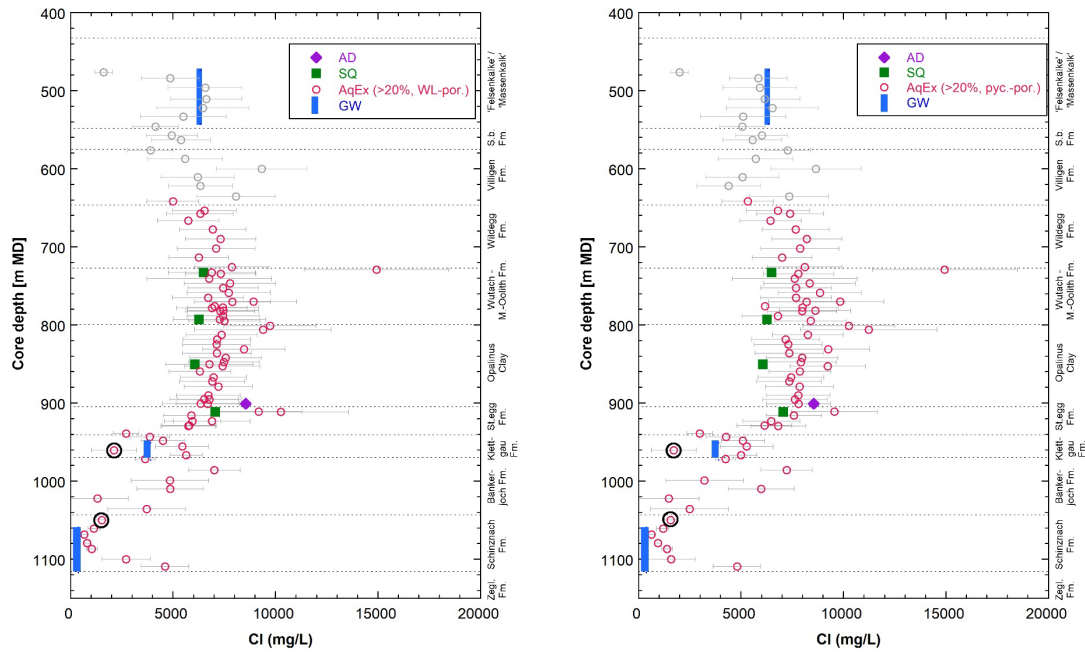 400
500
600
700
800
900
1000
1100
Core depth [m MD]
0
5000
10000
15000
20000
Cl (mg/L)
AD
SQ
AqEx (>20%, WL-por.)
GW
'Felsenkalke' /
'Massenkalk'
S.b.
Fm.
Villigen
Fm.
Wildegg
Fm.
Wutach -
M.-Oolith Fm.
Opalinus
Clay
St.egg
Fm.
Klett-
gau
Fm.
Bänker-
joch Fm.
Schinznach
Fm.
Zegl.
Fm.
400
500
600
700
800
900
1000
1100
Core depth [m MD]
0
5000
10000
15000
20000
Cl (mg/L)
AD
SQ
AqEx (>20%, pyc.-por.)
GW
'Felsenkalke' /
'Massenkalk'
S.b.
Fm.
Villigen
Fm.
Wildegg
Fm.
Wutach -
M.-Oolith Fm.
Opalinus
Clay
St.egg
Fm.
Klett-
gau
Fm.
Bänker-
joch Fm.
Schinznach
Fm.
Zegl.
Fm.